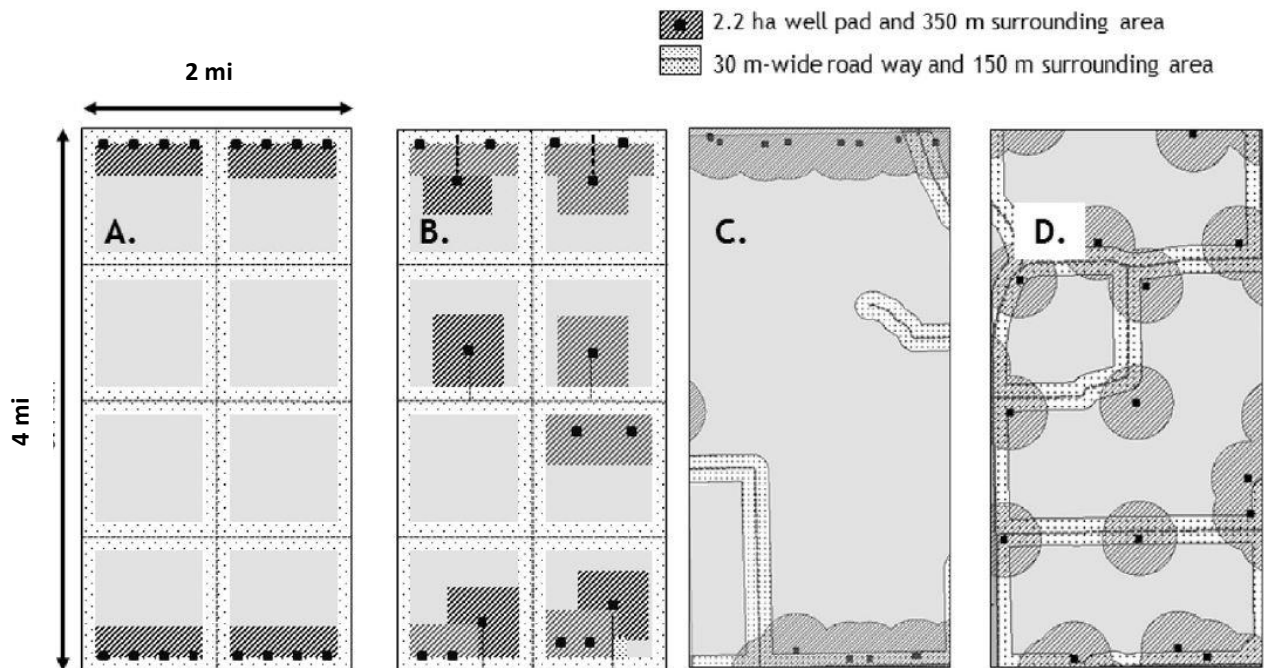 2.2 ha well pad and 350 m surrounding area
30 m-wide road way and 150 m surrounding area
2 mi
4 mi
A.
B.
C.
D.